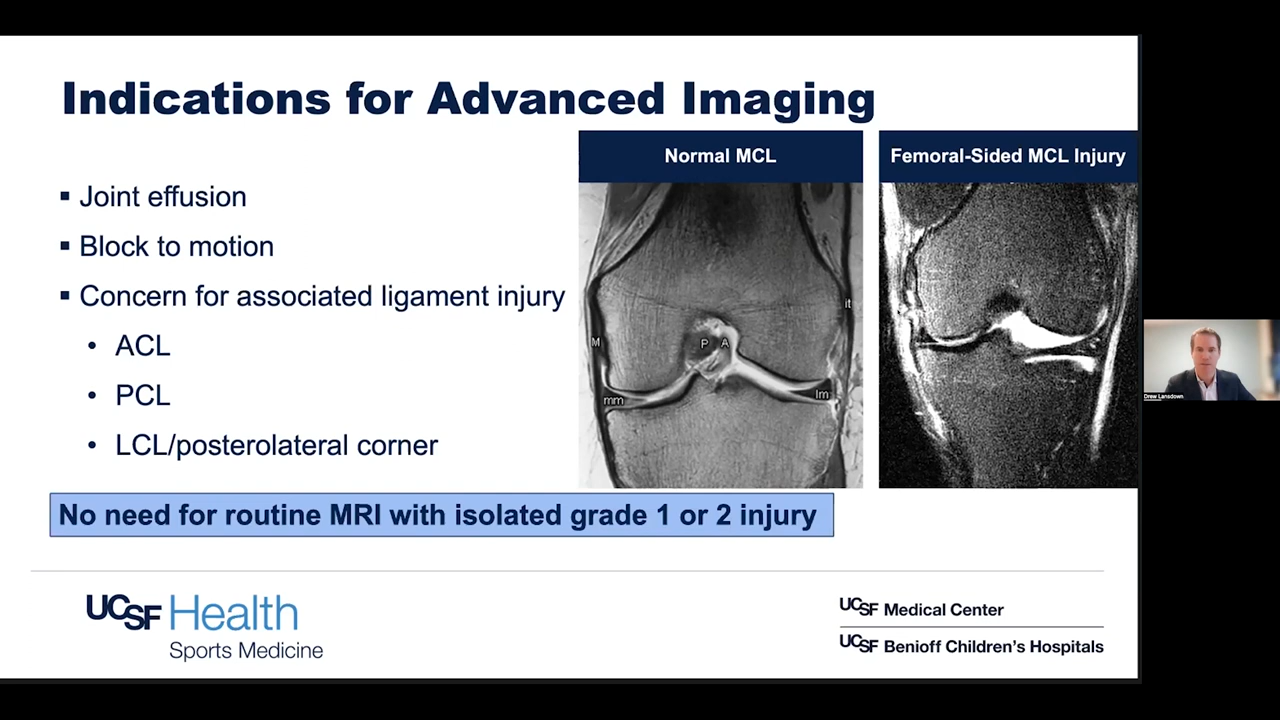 Indications for Advanced Imaging
▪ Joint effusion
▪ Block to motion
▪ Concern for associated ligament injury
• ACL
• PCL
• LCL/posterolateral corner
Normal MCL
M
P
A
it
mm
lm
Femoral-Sided MCL Injury
No need for routine MRI with isolated grade 1 or 2 injury
UCSF Health
Sports Medicine
UCSF Medical Center
UCSF Benioff Children's Hospitals
Drew Lansdown